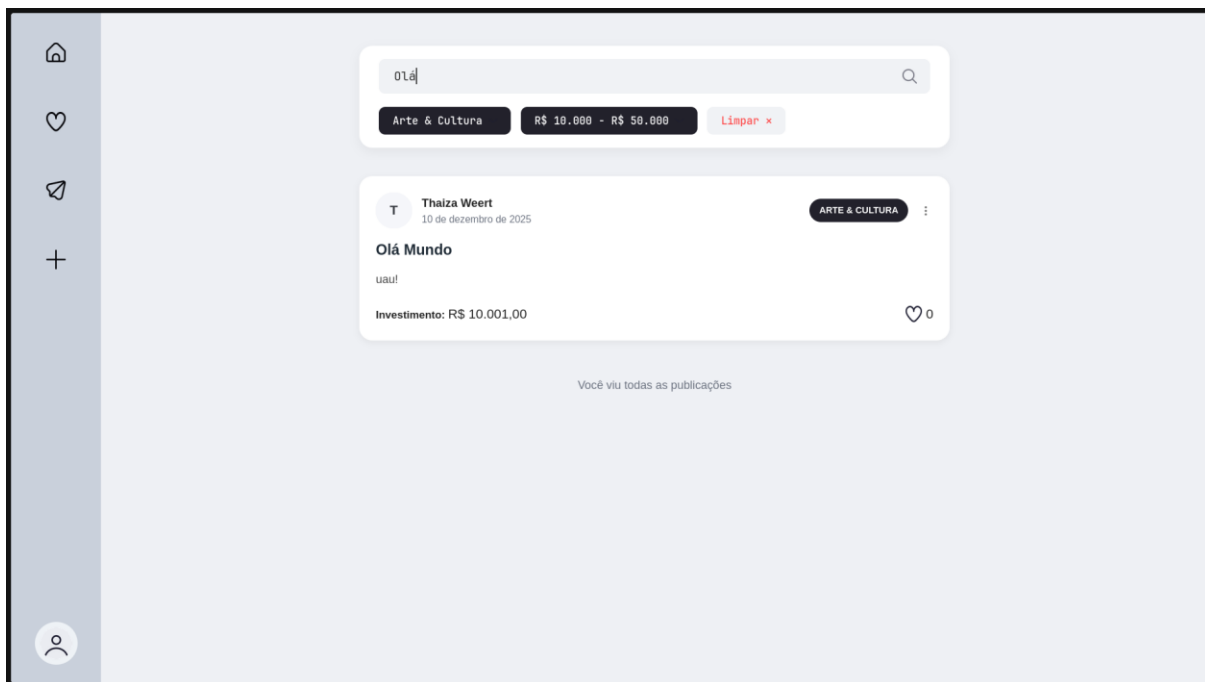 Olá
Arte & Cultura
R$ 10.000 - R$ 50.000
Limpar ×
T
Thaiza Weert
10 de dezembro de 2025
ARTE & CULTURA
Olá Mundo
uau!
Investimento: R$ 10.001,00
0
Você viu todas as publicações